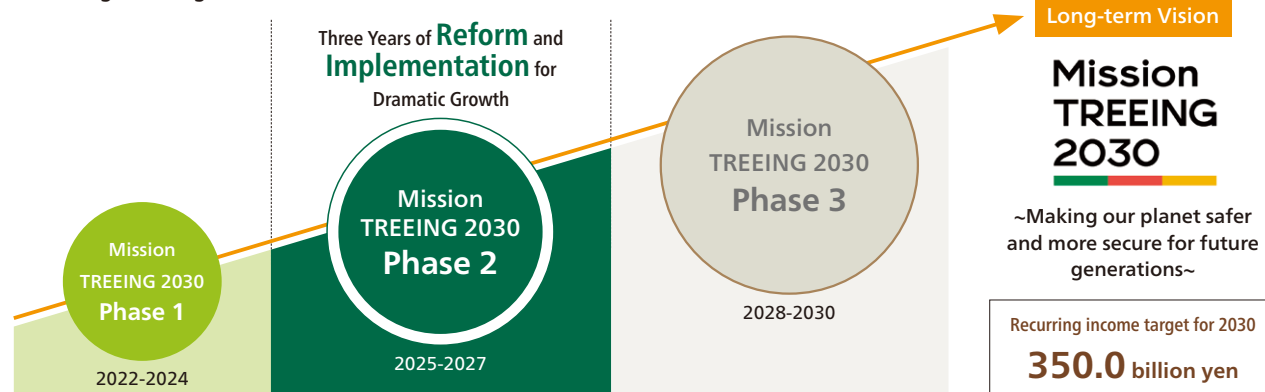 Mission
TREEING 2030
Phase 1
2022-2024
Three Years of Reform and
Implementation for
Dramatic Growth
Mission
TREEING 2030
Phase 2
2025-2027
Mission
TREEING 2030
Phase 3
2028-2030
Long-term Vision
Mission
TREEING
2030
~Making our planet safer
and more secure for future
generations~
Recurring income target for 2030
350.0 billion yen